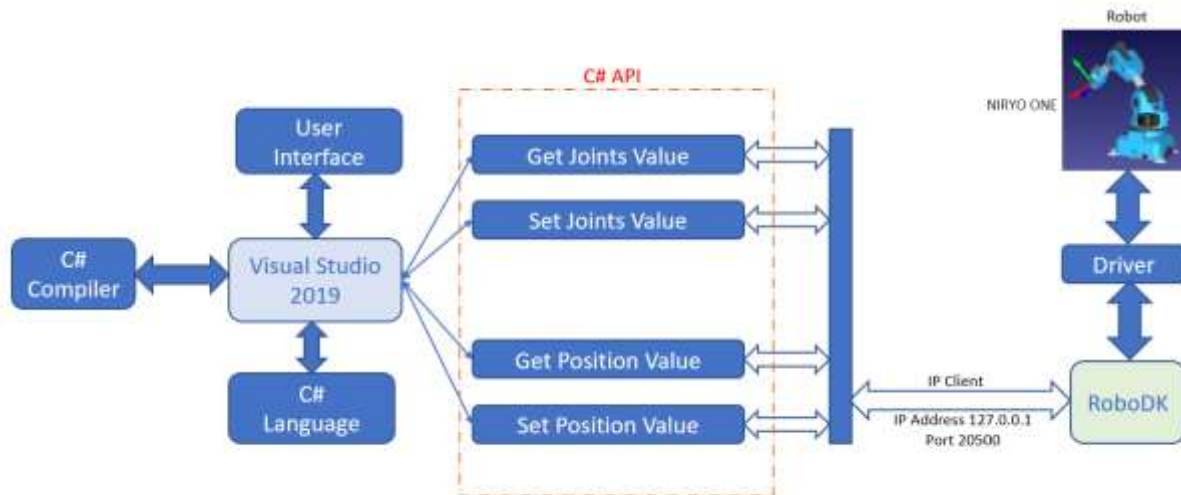 Robot
C# API
NIRYO ONE
User
Interface
Get Joints Value
Set Joints Value
C#
Compiler
Visual Studio
2019
Driver
Get Position Value
C#
Language
Set Position Value
IP Client
IP Address 127.0.0.1
Port 20500
RoboDK